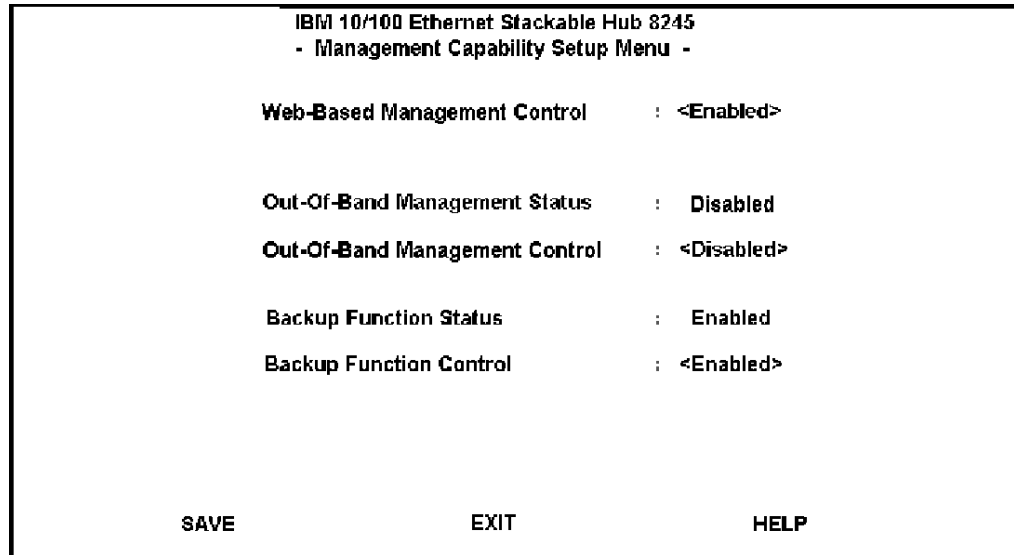 IBM 10/100 Ethernet Stackable Hub 8245
- Management Capability Setup Menu -
Web-Based Management Control : <Enabled>
Out-Of-Band Management Status : Disabled
Out-Of-Band Management Control : <Disabled>
Backup Function Status : Enabled
Backup Function Control : <Enabled>
SAVE EXIT HELP